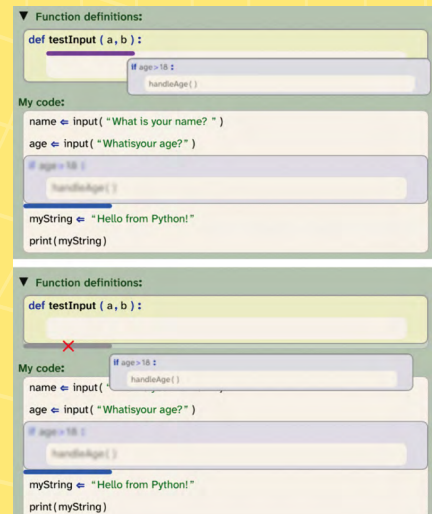 ▼ Function definitions:
def testInput ( a, b ) :
if age>18 :
handleAge( )
My code:
name ⇐ input( “What is your name? ” )
age ⇐ input( “Whatisyour age?” )
if age>18 :
handleAge( )
myString ⇐ “Hello from Python!”
print(myString)
▼ Function definitions:
def testInput ( a, b ) :
if age>18 :
handleAge( )
My code:
name ⇐ input( “
age ⇐ input( “Whatisyour age?” )
if age>18 :
handleAge( )
myString ⇐ “Hello from Python!”
print(myString)